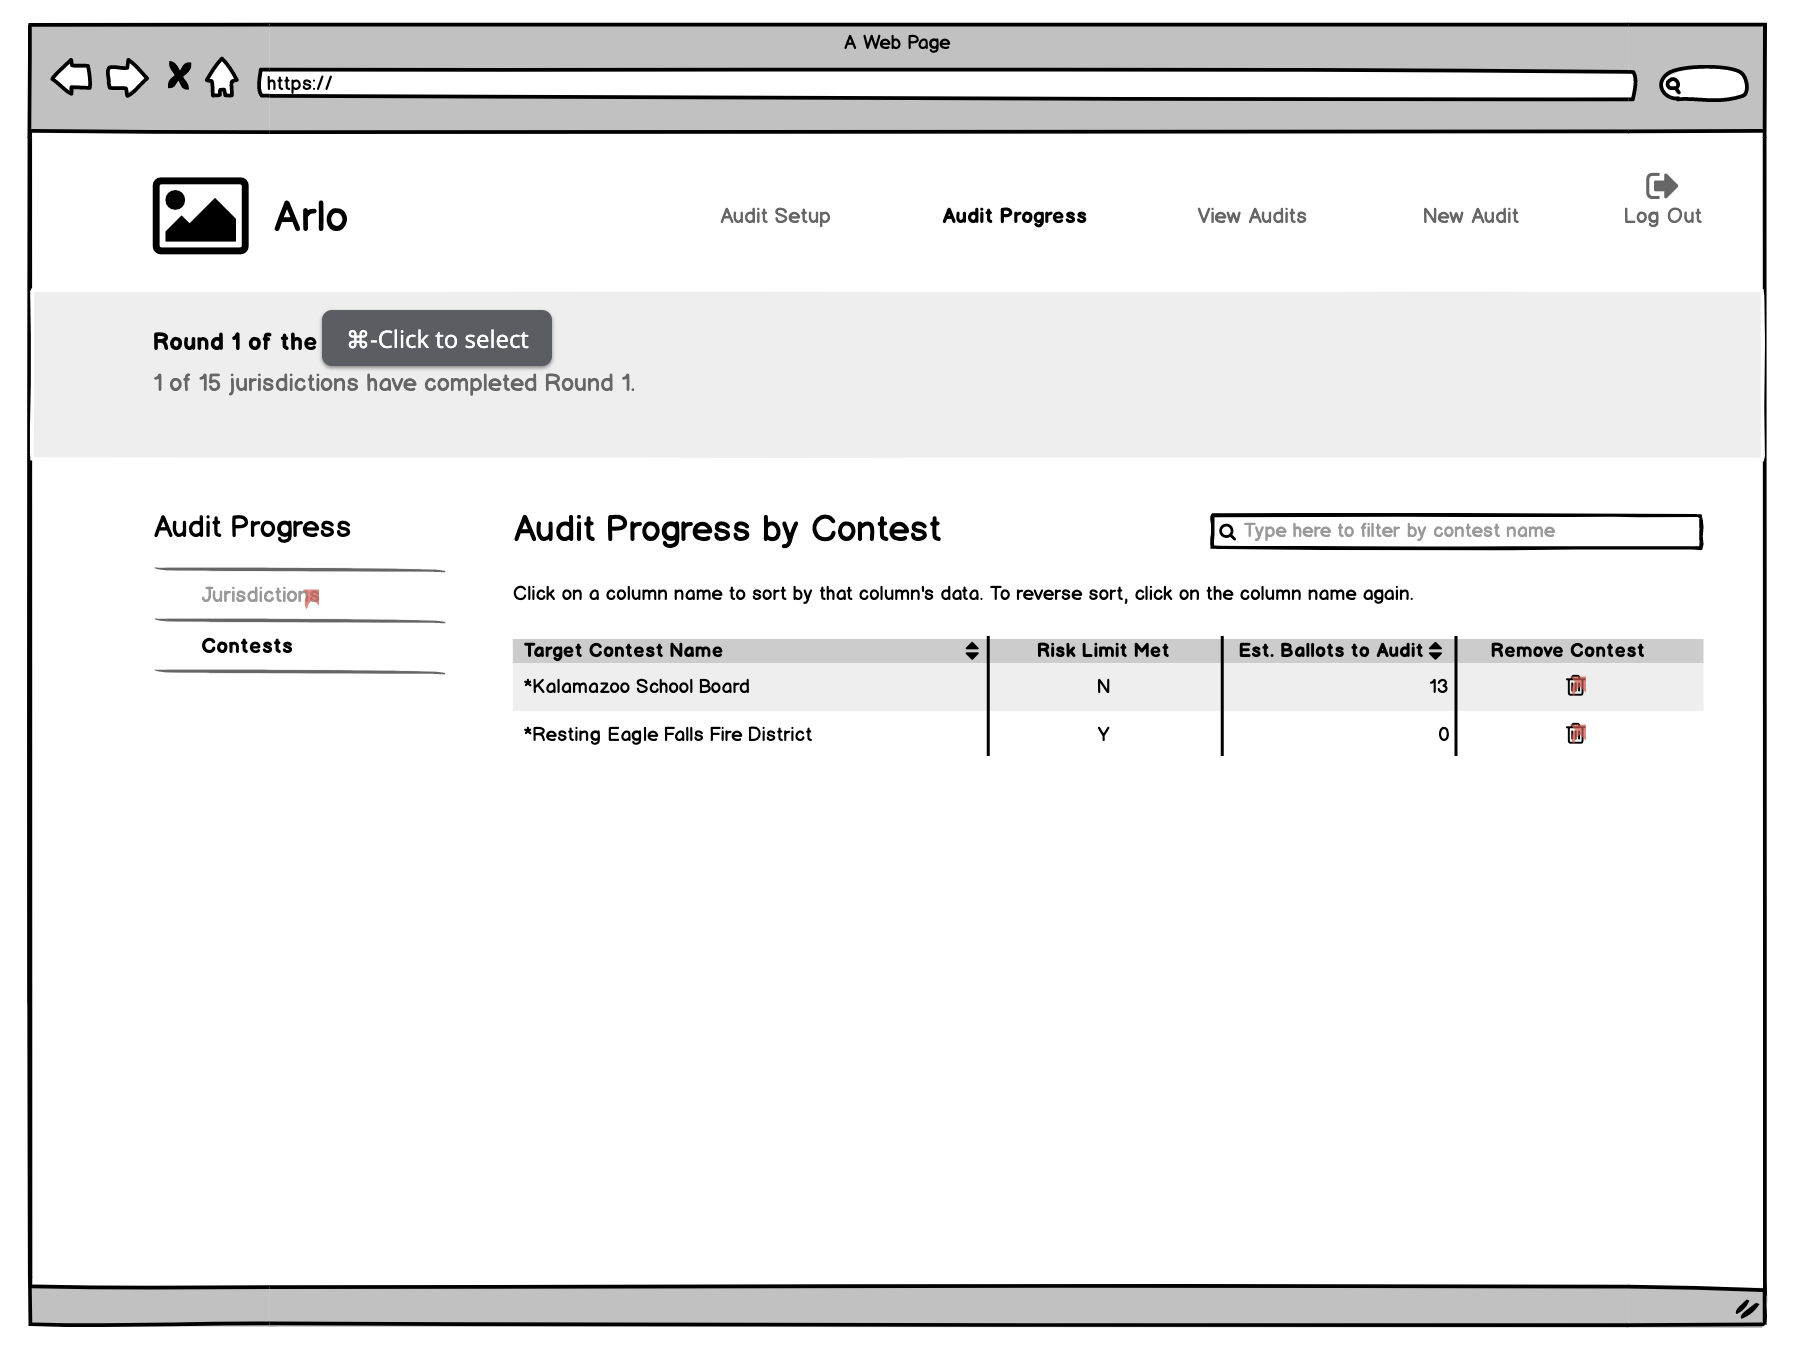 A Web Page
https://
Arlo
Audit Setup
Audit Progress
View Audits
New Audit
Log Out
Round 1 of the
⌘-Click to select
1 of 15 jurisdictions have completed Round 1.
Audit Progress
Jurisdictions
Contests
Audit Progress by Contest
Type here to filter by contest name
Click on a column name to sort by that column's data. To reverse sort, click on the column name again.
Target Contest Name Risk Limit Met Est. Ballots to Audit Remove Contest
*Kalamazoo School Board N 13
*Resting Eagle Falls Fire District Y 0